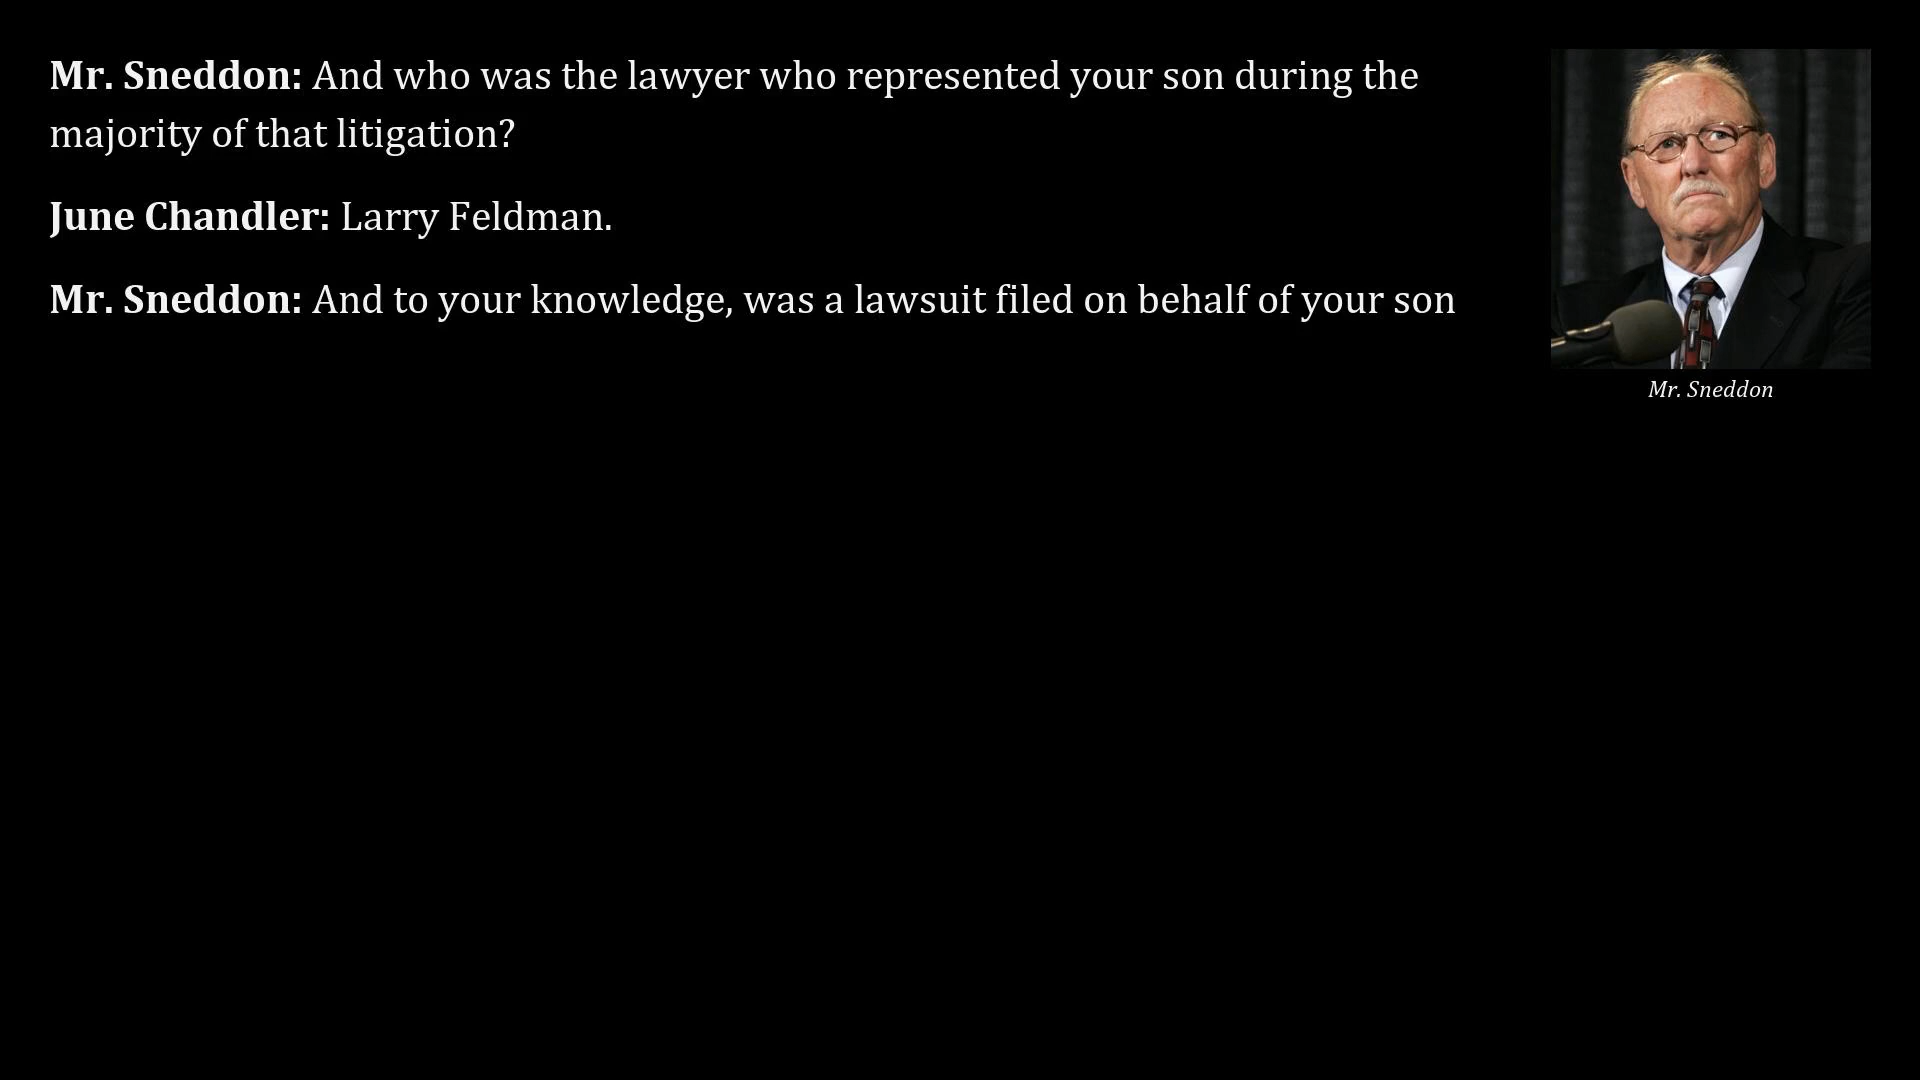 Mr. Sneddon: And who was the lawyer who represented your son during the
majority of that litigation?
June Chandler: Larry Feldman.
Mr. Sneddon: And to your knowledge, was a lawsuit filed on behalf of your son
Mr. Sneddon